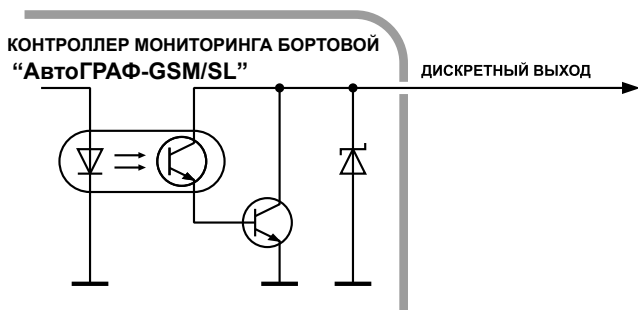 КОНТРОЛЛЕР МОНИТОРИНГА БОРТОВОЙ
“АвтоГРАФ-GSM/SL”
ДИСКРЕТНЫЙ ВЫХОД